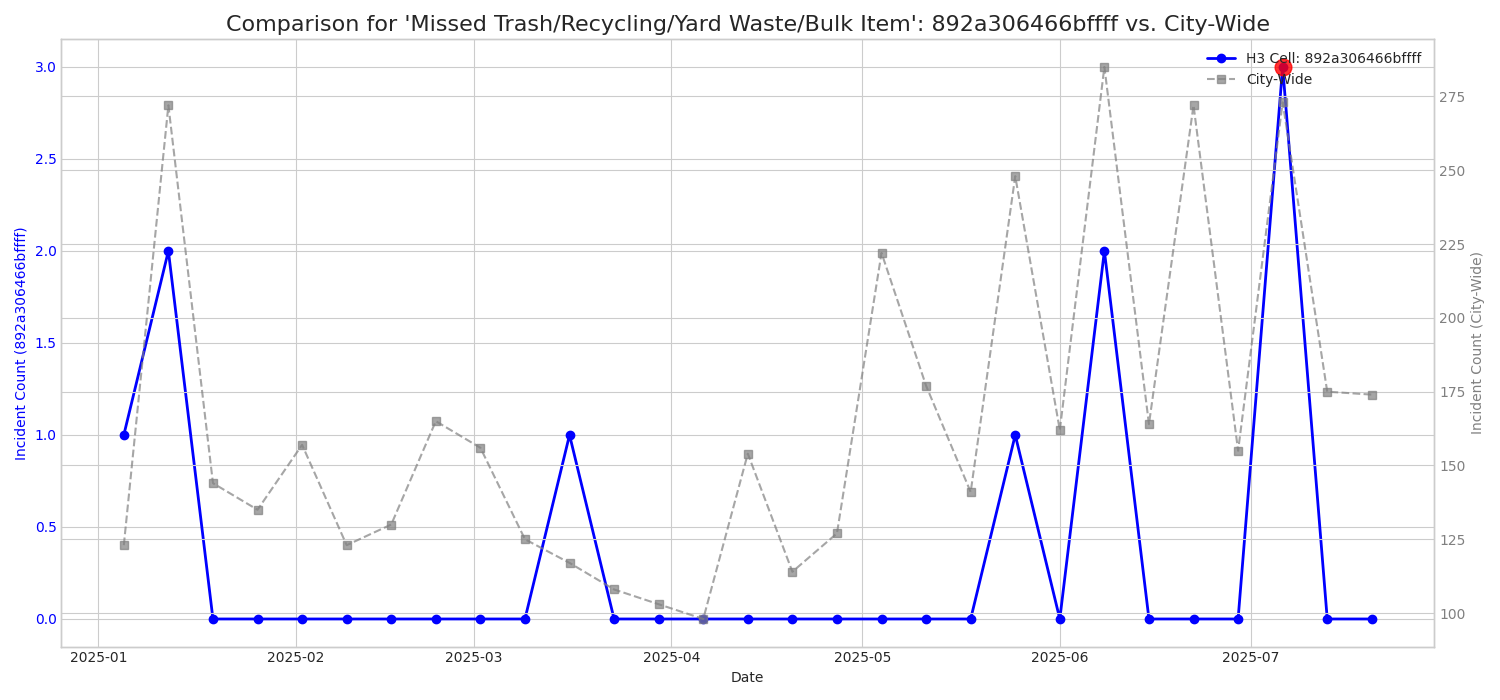 Comparison for 'Missed Trash/Recycling/Yard Waste/Bulk Item': 892a306466bffff vs. City-Wide
H3 Cell: 892a306466bffff
City-Wide
3.0
2.5
2.0
1.5
1.0
0.5
0.0
Incident Count (892a306466bffff)
275
250
225
200
175
150
125
100
Incident Count (City-Wide)
2025-01 2025-02 2025-03 2025-04 2025-05 2025-06 2025-07
Date